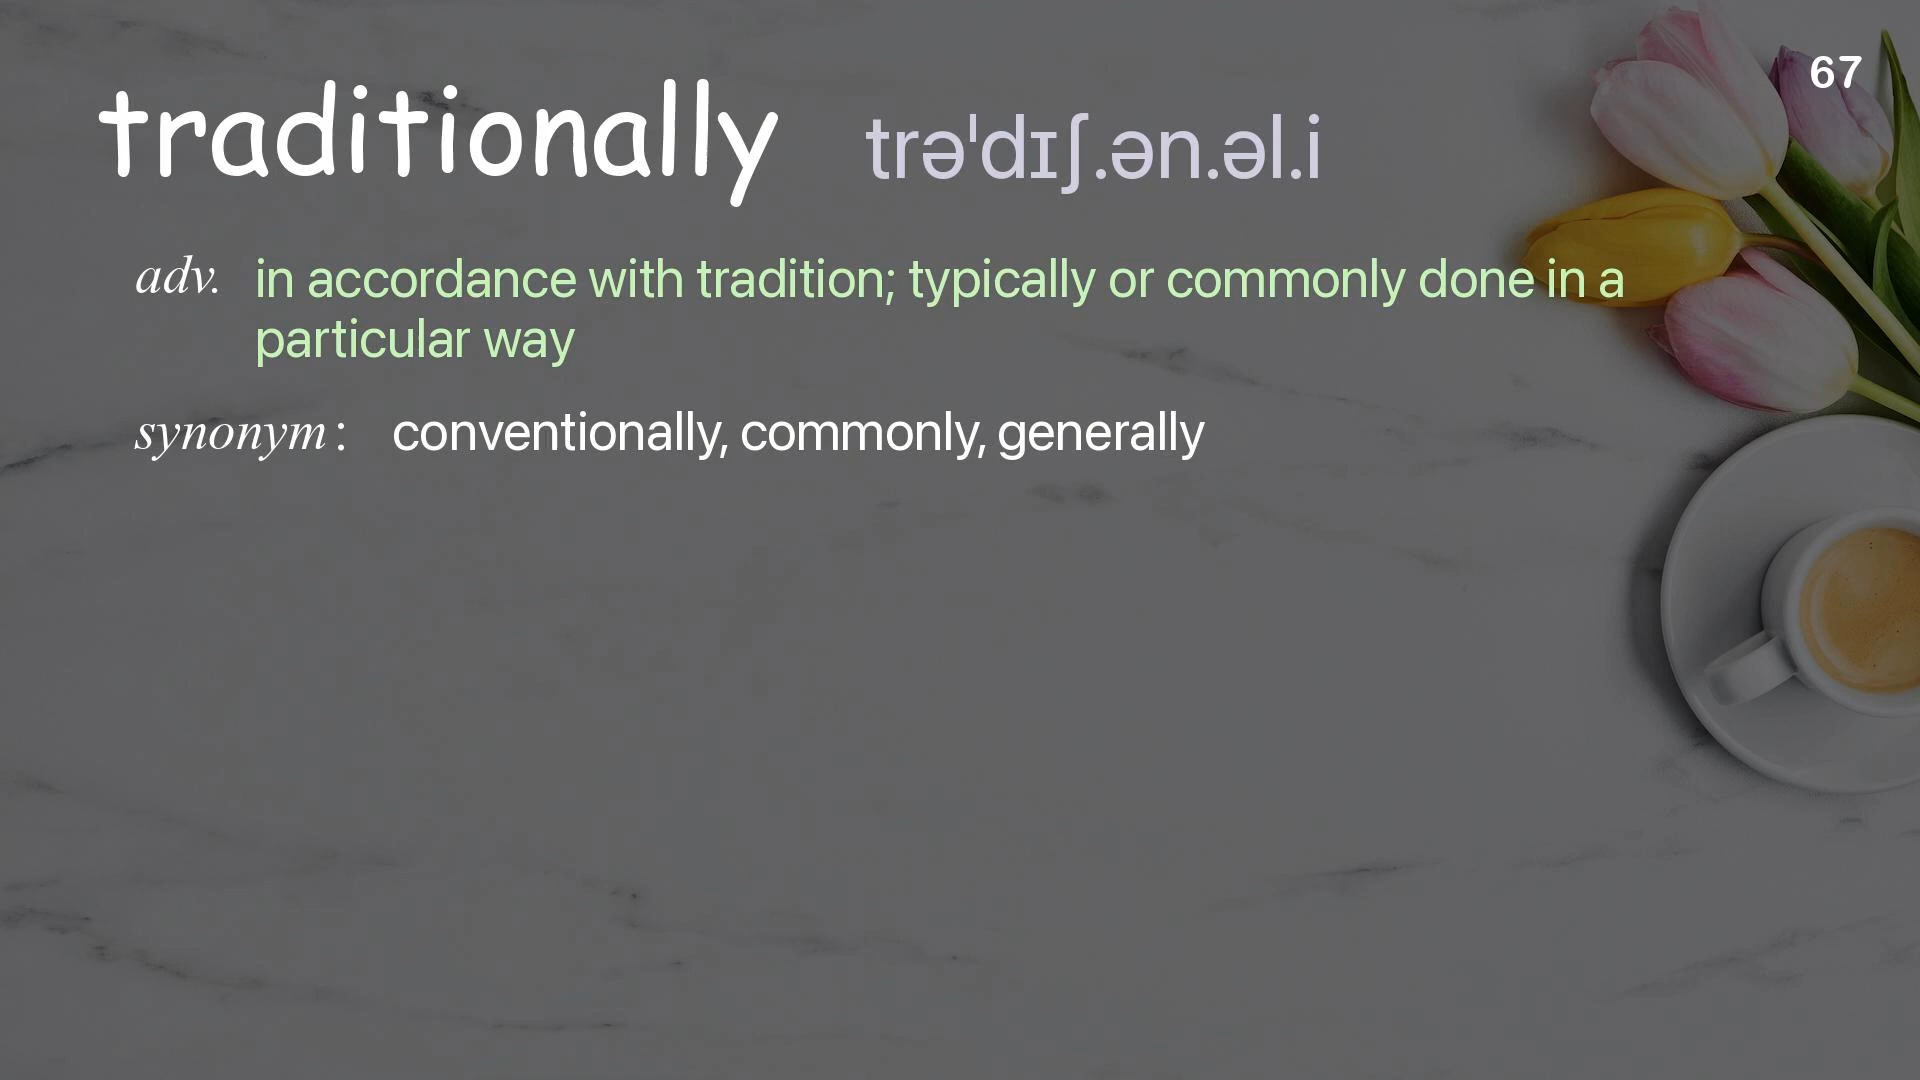 67
traditionally trəˈdɪʃ.ən.əl.i
adv. in accordance with tradition; typically or commonly done in a
particular way
synonym: conventionally, commonly, generally